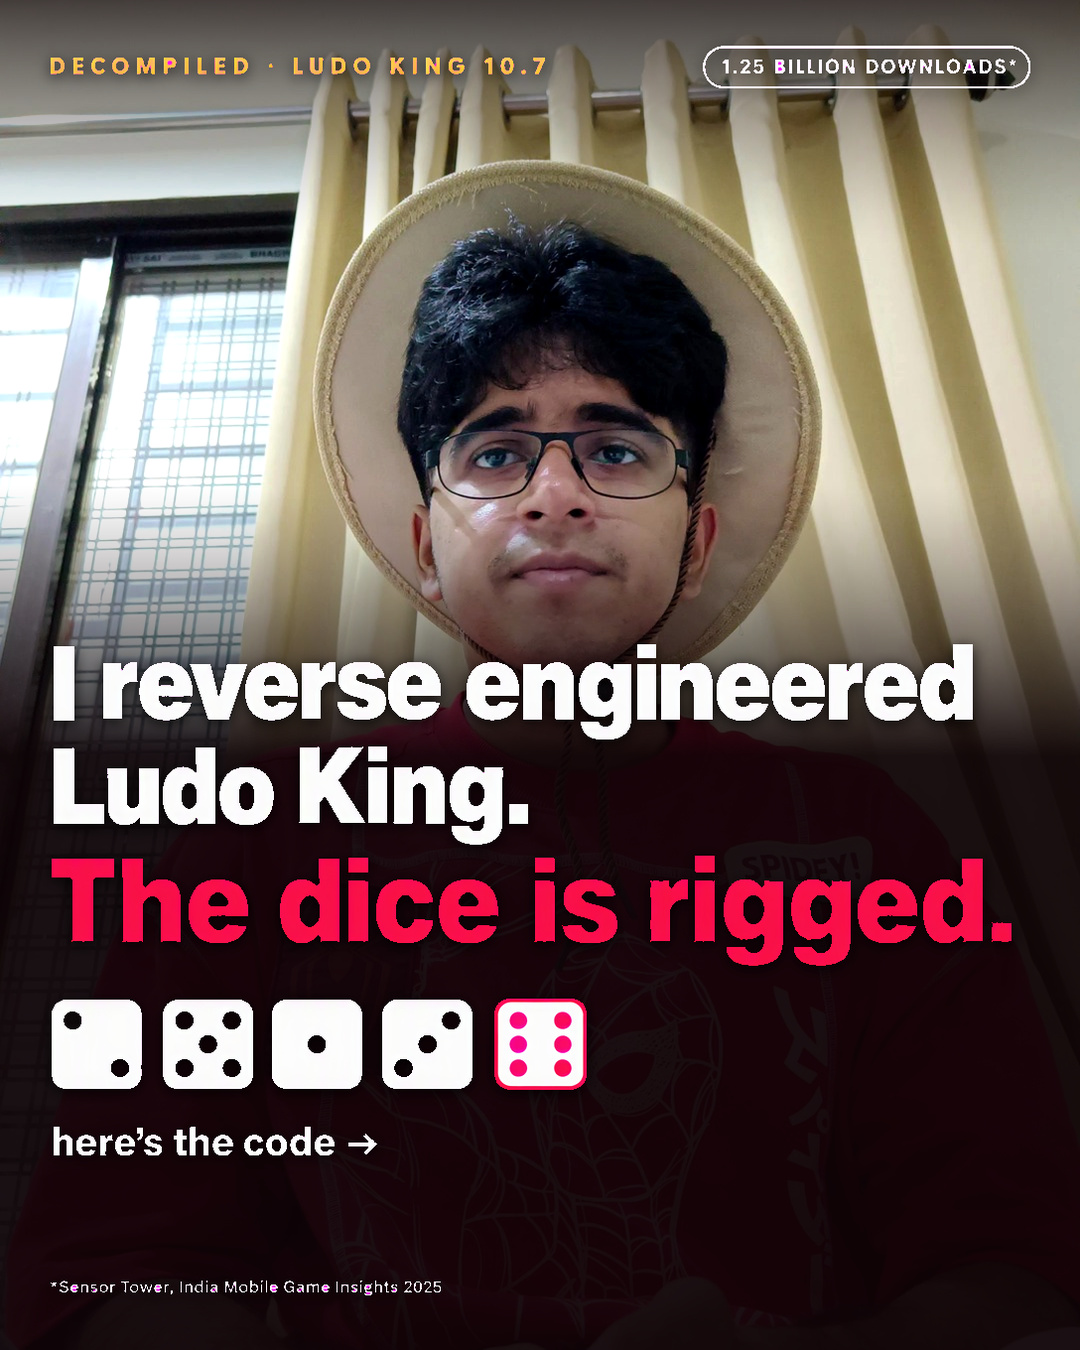 DECOMPILED · LUDO KING 10.7
1.25 BILLION DOWNLOADS*
I reverse engineered
Ludo King.
The dice is rigged.
SPIDEY!
here's the code →
*Sensor Tower, India Mobile Game Insights 2025